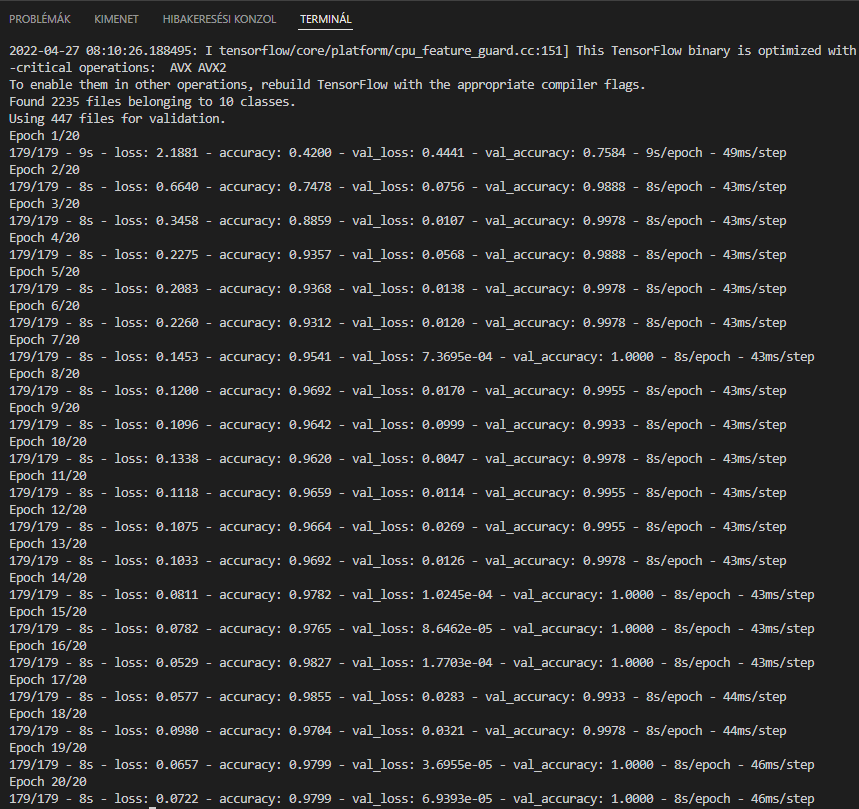 PROBLÉMÁK KIMENET HIBAKERESÉSI KONZOL TERMINÁL
2022-04-27 08:10:26.188495: I tensorflow/core/platform/cpu_feature_guard.cc:151] This TensorFlow binary is optimized with
-critical operations:  AVX AVX2
To enable them in other operations, rebuild TensorFlow with the appropriate compiler flags.
Found 2235 files belonging to 10 classes.
Using 447 files for validation.
Epoch 1/20
179/179 - 9s - loss: 2.1881 - accuracy: 0.4200 - val_loss: 0.4441 - val_accuracy: 0.7584 - 9s/epoch - 49ms/step
Epoch 2/20
179/179 - 8s - loss: 0.6640 - accuracy: 0.7478 - val_loss: 0.0756 - val_accuracy: 0.9888 - 8s/epoch - 43ms/step
Epoch 3/20
179/179 - 8s - loss: 0.3458 - accuracy: 0.8859 - val_loss: 0.0107 - val_accuracy: 0.9978 - 8s/epoch - 43ms/step
Epoch 4/20
179/179 - 8s - loss: 0.2275 - accuracy: 0.9357 - val_loss: 0.0568 - val_accuracy: 0.9888 - 8s/epoch - 43ms/step
Epoch 5/20
179/179 - 8s - loss: 0.2083 - accuracy: 0.9368 - val_loss: 0.0138 - val_accuracy: 0.9978 - 8s/epoch - 43ms/step
Epoch 6/20
179/179 - 8s - loss: 0.2260 - accuracy: 0.9312 - val_loss: 0.0120 - val_accuracy: 0.9978 - 8s/epoch - 43ms/step
Epoch 7/20
179/179 - 8s - loss: 0.1453 - accuracy: 0.9541 - val_loss: 7.3695e-04 - val_accuracy: 1.0000 - 8s/epoch - 43ms/step
Epoch 8/20
179/179 - 8s - loss: 0.1200 - accuracy: 0.9692 - val_loss: 0.0170 - val_accuracy: 0.9955 - 8s/epoch - 43ms/step
Epoch 9/20
179/179 - 8s - loss: 0.1096 - accuracy: 0.9642 - val_loss: 0.0999 - val_accuracy: 0.9933 - 8s/epoch - 43ms/step
Epoch 10/20
179/179 - 8s - loss: 0.1338 - accuracy: 0.9620 - val_loss: 0.0047 - val_accuracy: 0.9978 - 8s/epoch - 43ms/step
Epoch 11/20
179/179 - 8s - loss: 0.1118 - accuracy: 0.9659 - val_loss: 0.0114 - val_accuracy: 0.9955 - 8s/epoch - 43ms/step
Epoch 12/20
179/179 - 8s - loss: 0.1075 - accuracy: 0.9664 - val_loss: 0.0269 - val_accuracy: 0.9955 - 8s/epoch - 43ms/step
Epoch 13/20
179/179 - 8s - loss: 0.1033 - accuracy: 0.9692 - val_loss: 0.0126 - val_accuracy: 0.9978 - 8s/epoch - 43ms/step
Epoch 14/20
179/179 - 8s - loss: 0.0811 - accuracy: 0.9782 - val_loss: 1.0245e-04 - val_accuracy: 1.0000 - 8s/epoch - 43ms/step
Epoch 15/20
179/179 - 8s - loss: 0.0782 - accuracy: 0.9765 - val_loss: 8.6462e-05 - val_accuracy: 1.0000 - 8s/epoch - 43ms/step
Epoch 16/20
179/179 - 8s - loss: 0.0529 - accuracy: 0.9827 - val_loss: 1.7703e-04 - val_accuracy: 1.0000 - 8s/epoch - 43ms/step
Epoch 17/20
179/179 - 8s - loss: 0.0577 - accuracy: 0.9855 - val_loss: 0.0283 - val_accuracy: 0.9933 - 8s/epoch - 44ms/step
Epoch 18/20
179/179 - 8s - loss: 0.0980 - accuracy: 0.9704 - val_loss: 0.0321 - val_accuracy: 0.9978 - 8s/epoch - 44ms/step
Epoch 19/20
179/179 - 8s - loss: 0.0657 - accuracy: 0.9799 - val_loss: 3.6955e-05 - val_accuracy: 1.0000 - 8s/epoch - 46ms/step
Epoch 20/20
179/179 - 8s - loss: 0.0722 - accuracy: 0.9799 - val_loss: 6.9393e-05 - val_accuracy: 1.0000 - 8s/epoch - 46ms/step